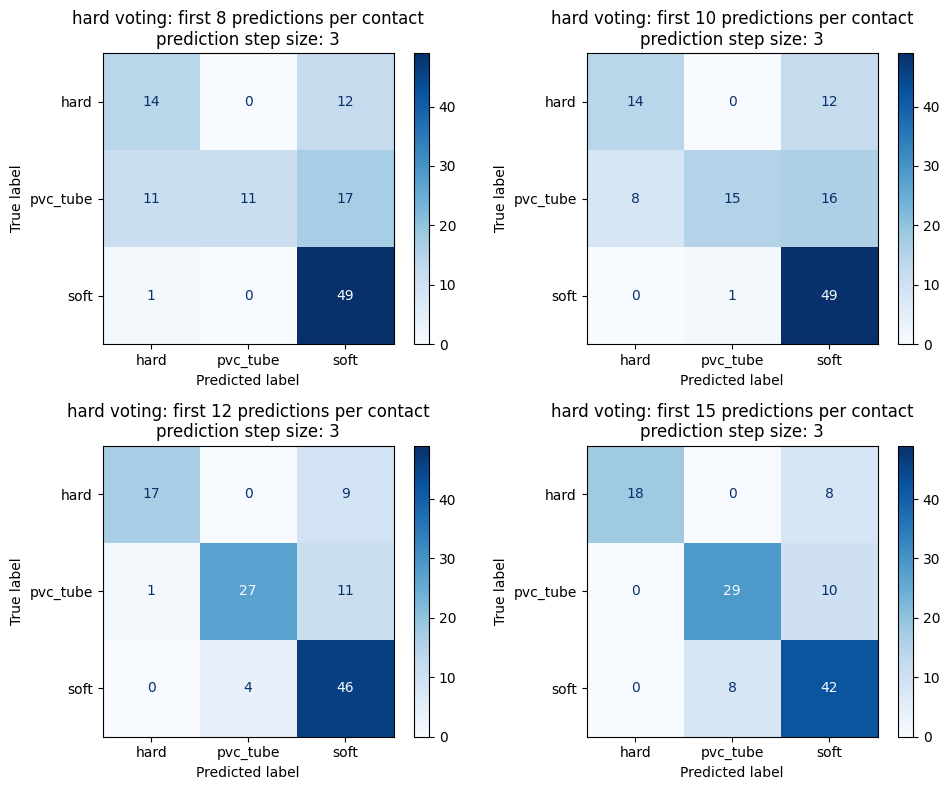 hard voting: first 8 predictions per contact
prediction step size: 3
hard 14 0 12
pvc_tube 11 11 17
soft 1 0 49
hard pvc_tube soft
Predicted label
True label
40
30
20
10
0
hard voting: first 10 predictions per contact
prediction step size: 3
hard 14 0 12
pvc_tube 8 15 16
soft 0 1 49
hard pvc_tube soft
Predicted label
True label
40
30
20
10
0
hard voting: first 12 predictions per contact
prediction step size: 3
hard 17 0 9
pvc_tube 1 27 11
soft 0 4 46
hard pvc_tube soft
Predicted label
True label
40
30
20
10
0
hard voting: first 15 predictions per contact
prediction step size: 3
hard 18 0 8
pvc_tube 0 29 10
soft 0 8 42
hard pvc_tube soft
Predicted label
True label
40
30
20
10
0